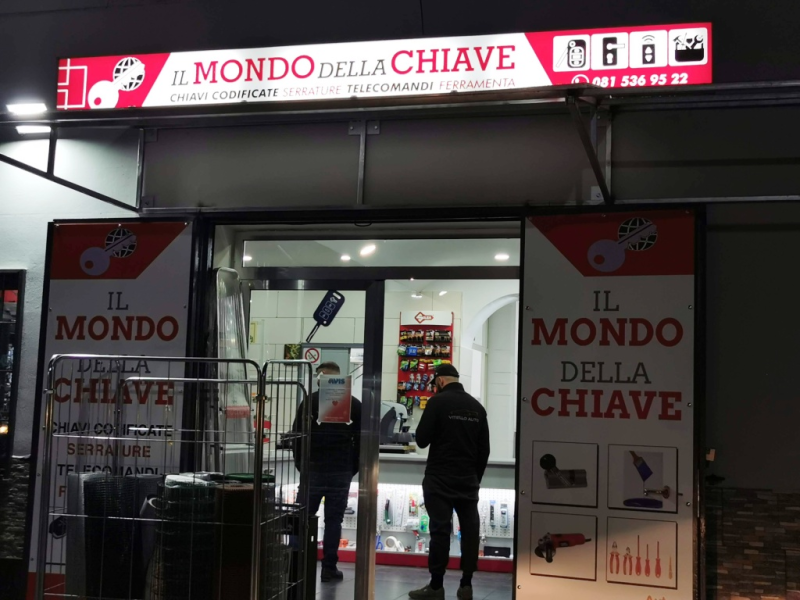 IL MONDO DELLA CHIAVE
CHIAVI CODIFICATE SERRATURE TELECOMANDI FERRAMENTA
081 536 95 22
IL
MONDO
DELLA
CHIAVE
CHIAVI CODIFICATE
SERRATURE
TELECOMANDI
IL
MONDO
DELLA
CHIAVE